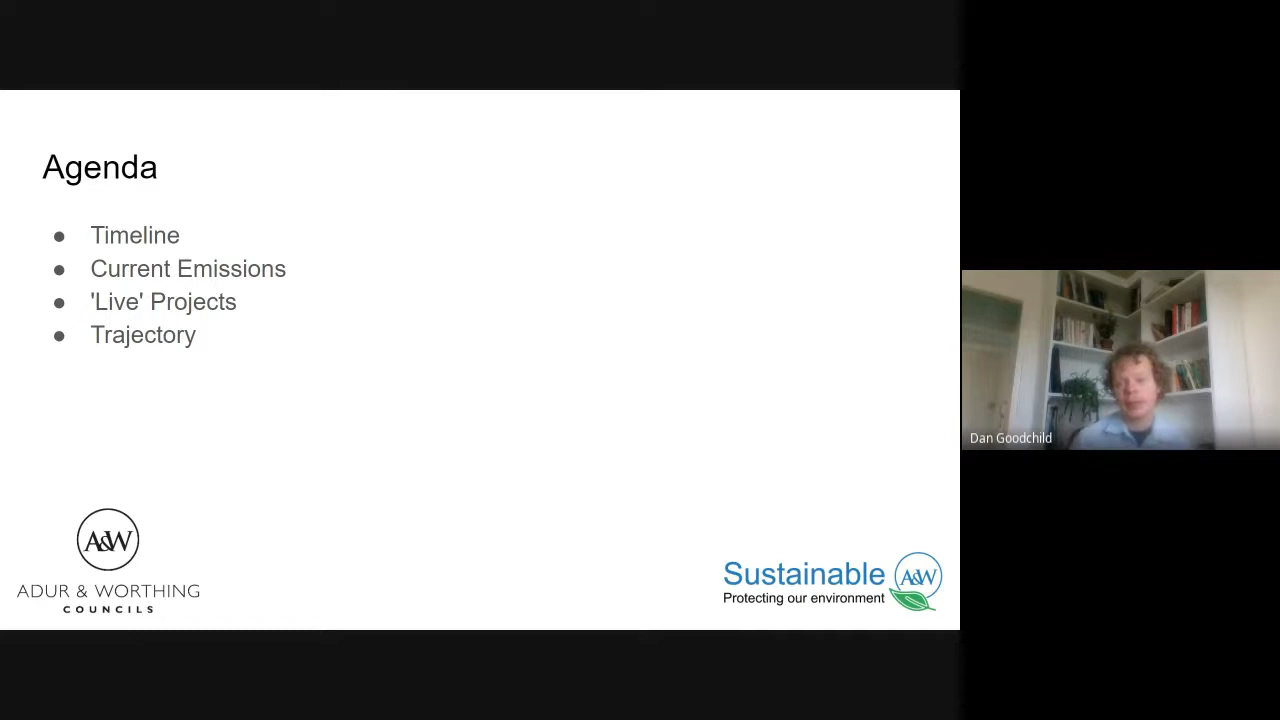 Agenda
● Timeline
● Current Emissions
● 'Live' Projects
● Trajectory
A&W
ADUR & WORTHING
COUNCILS
Sustainable
Protecting our environment
A&W
Dan Goodchild